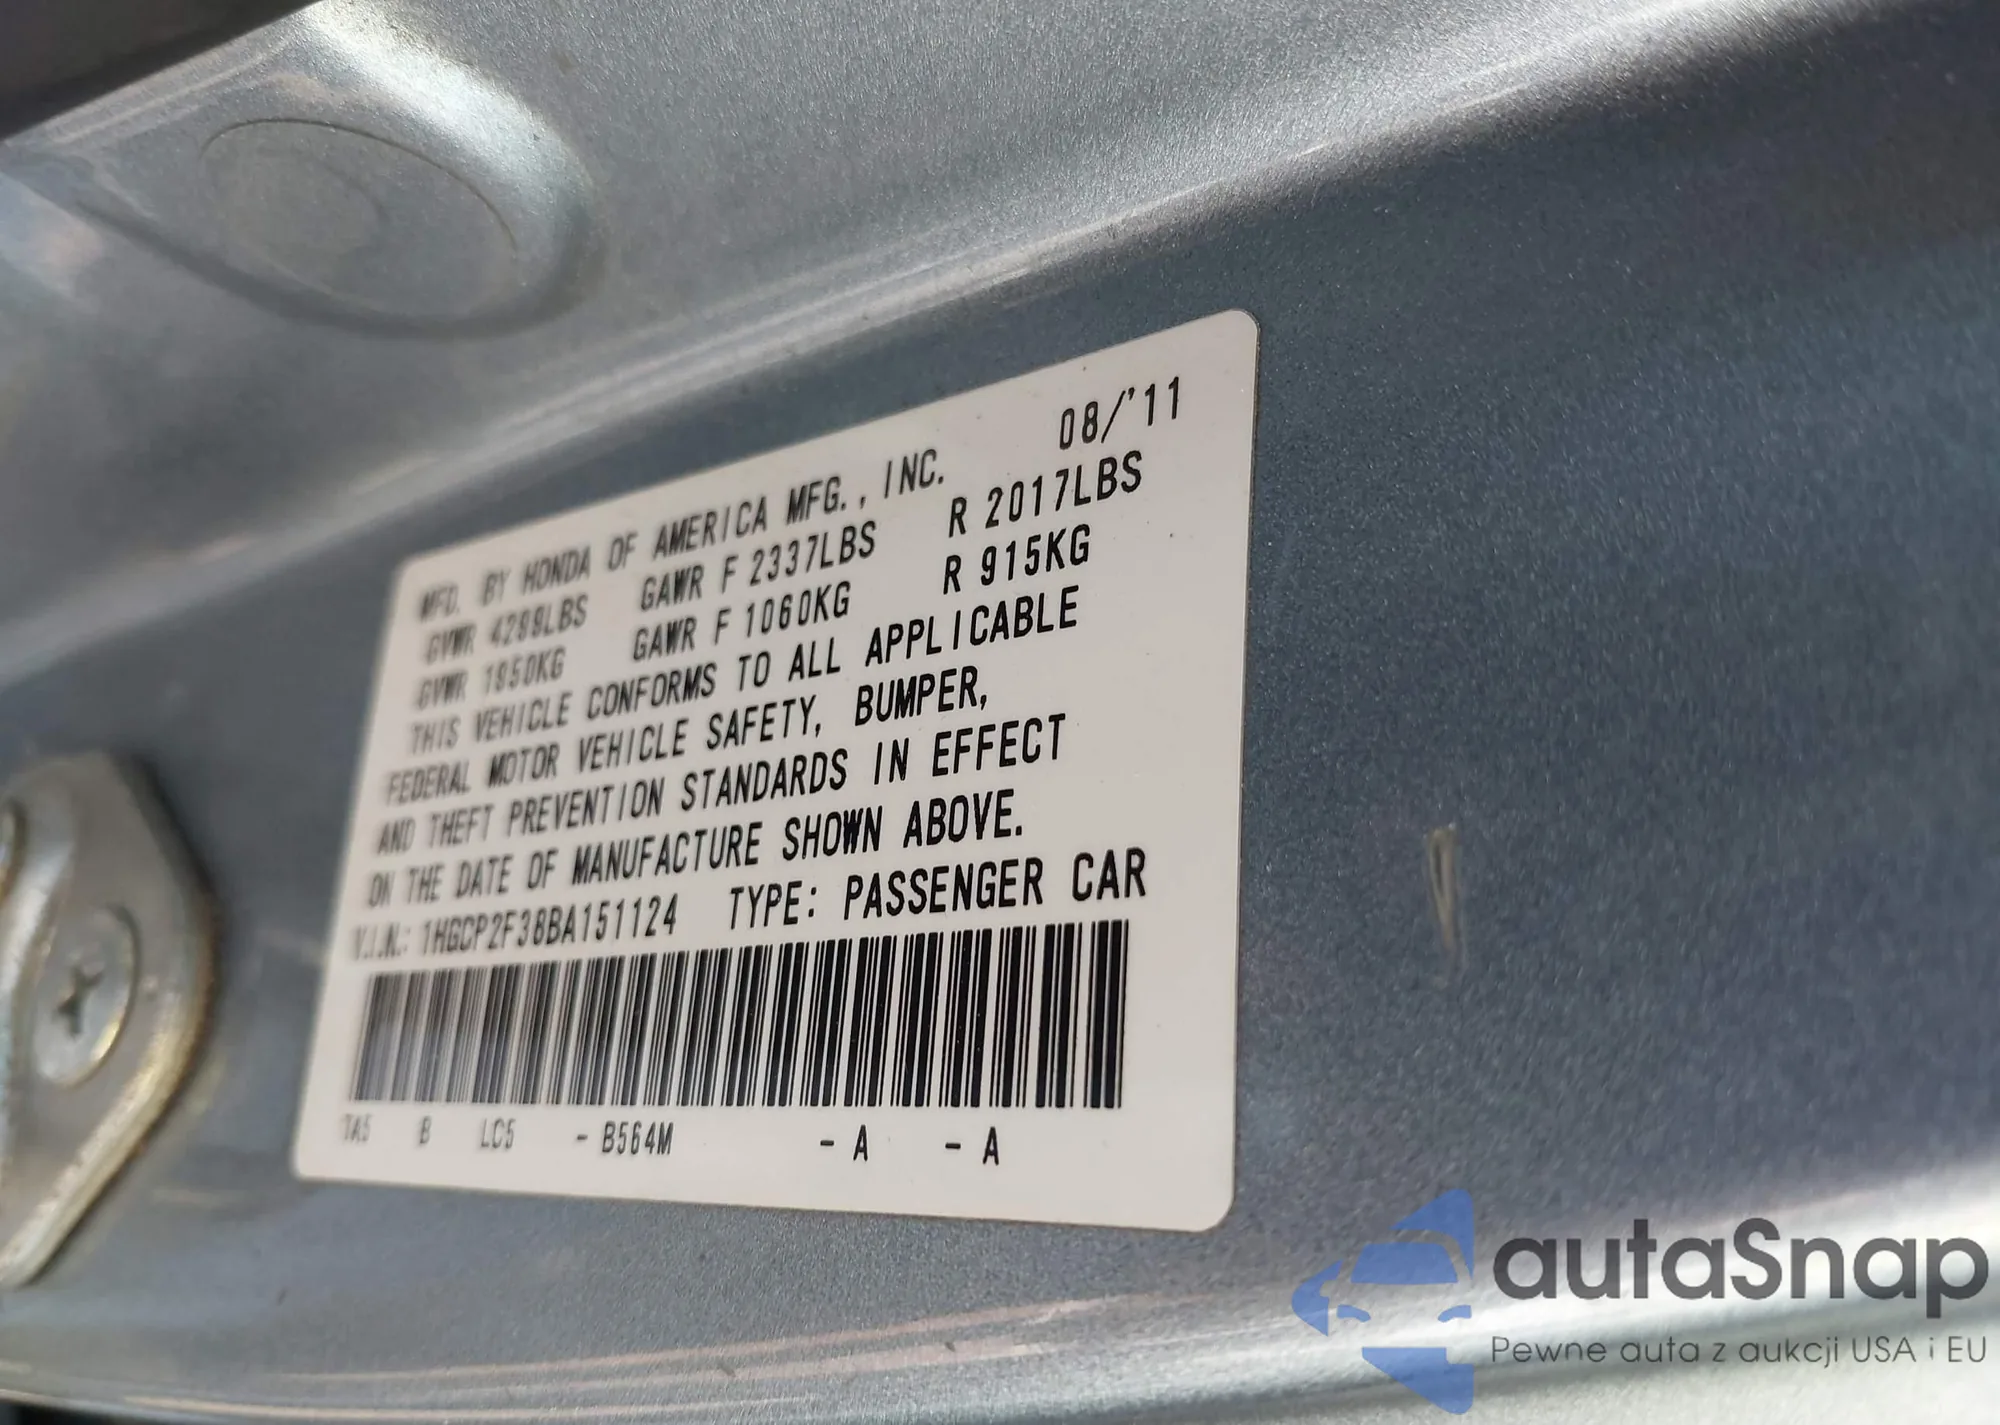 MFD. BY HONDA OF AMERICA MFG., INC. 08/'11
GVWR 4299LBS GAWR F 2337LBS R 2017LBS
GVWR 1950KG GAWR F 1060KG R 915KG
THIS VEHICLE CONFORMS TO ALL APPLICABLE
FEDERAL MOTOR VEHICLE SAFETY, BUMPER,
AND THEFT PREVENTION STANDARDS IN EFFECT
ON THE DATE OF MANUFACTURE SHOWN ABOVE.
V.I.N.: 1HGCP2F38BA151124 TYPE: PASSENGER CAR
TA5 B LC5 - B564M - A - A
autaSnap
Pewne auta z aukcji USA i EU